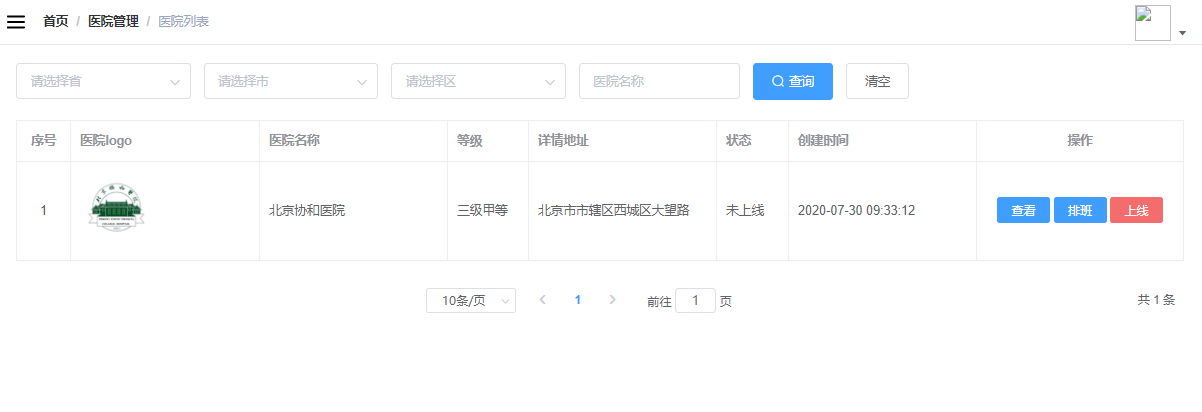 首页 / 医院管理 / 医院列表
请选择省 请选择市 请选择区 医院名称 查询 清空
序号 医院logo 医院名称 等级 详情地址 状态 创建时间 操作
1 北京协和医院 三级甲等 北京市市辖区西城区大望路 未上线 2020-07-30 09:33:12 查看 排班 上线
10条/页 1 前往 1 页 共 1 条